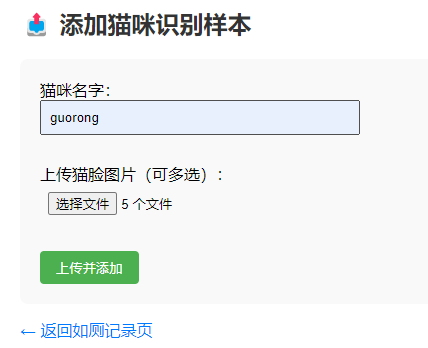 添加猫咪识别样本
猫咪名字：
guorong
上传猫脸图片（可多选）：
选择文件 5 个文件
上传并添加
← 返回如厕记录页